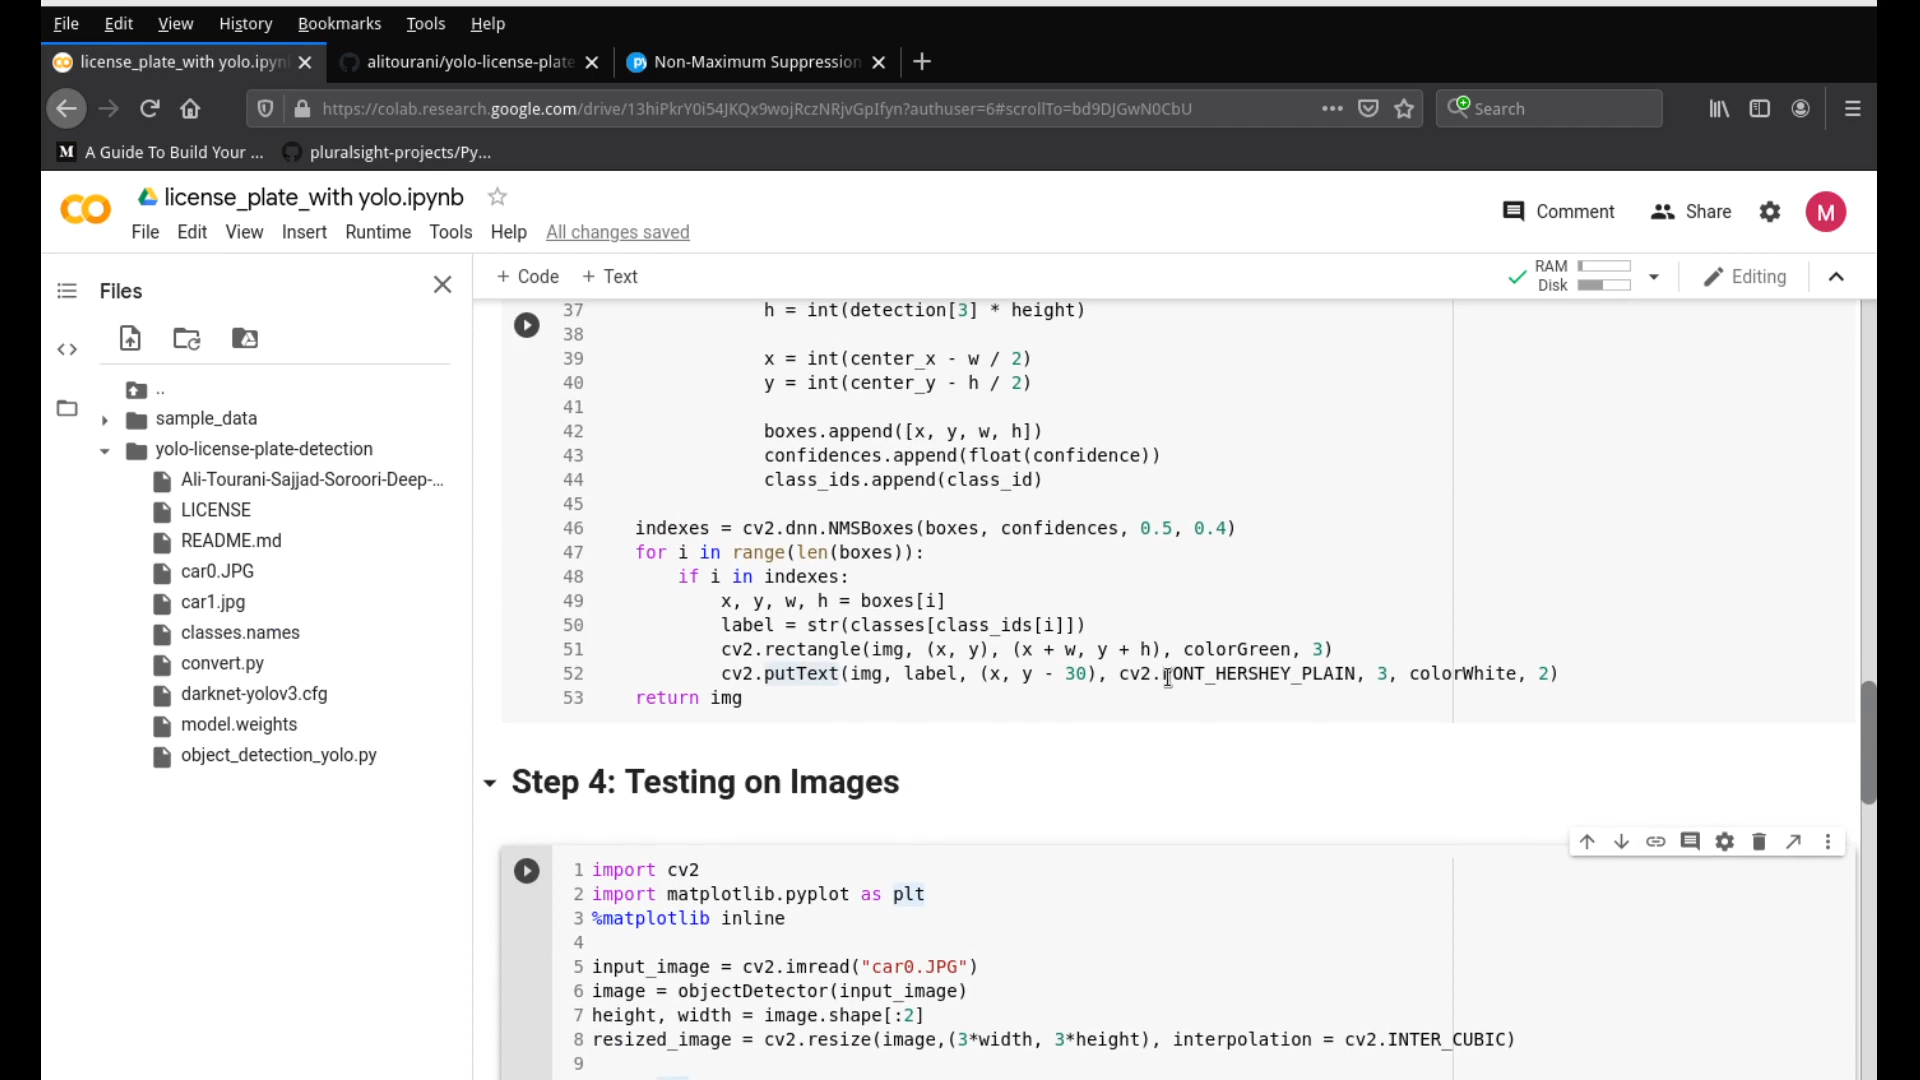 File Edit View History Bookmarks Tools Help
license_plate_with yolo.ipyn
alitourani/yolo-license-plate
Non-Maximum Suppression
https://colab.research.google.com/drive/13hiPkrY0i54JKQx9wojRczNRjvGpIfyn?authuser=6#scrollTo=bd9DJGwN0CbU
Search
M A Guide To Build Your ...
pluralsight-projects/Py...
license_plate_with yolo.ipynb
Comment
Share
M
File Edit View Insert Runtime Tools Help All changes saved
Files
+ Code + Text
RAM
Disk
Editing
..
sample_data
yolo-license-plate-detection
Ali-Tourani-Sajjad-Soroori-Deep-...
LICENSE
README.md
car0.JPG
car1.jpg
classes.names
convert.py
darknet-yolov3.cfg
model.weights
object_detection_yolo.py
37 h = int(detection[3] * height)
38
39 x = int(center_x - w / 2)
40 y = int(center_y - h / 2)
41
42 boxes.append([x, y, w, h])
43 confidences.append(float(confidence))
44 class_ids.append(class_id)
45
46 indexes = cv2.dnn.NMSBoxes(boxes, confidences, 0.5, 0.4)
47 for i in range(len(boxes)):
48 if i in indexes:
49 x, y, w, h = boxes[i]
50 label = str(classes[class_ids[i]])
51 cv2.rectangle(img, (x, y), (x + w, y + h), colorGreen, 3)
52 cv2.putText(img, label, (x, y - 30), cv2.FONT_HERSHEY_PLAIN, 3, colorWhite, 2)
53 return img
Step 4: Testing on Images
1 import cv2
2 import matplotlib.pyplot as plt
3 %matplotlib inline
4
5 input_image = cv2.imread("car0.JPG")
6 image = objectDetector(input_image)
7 height, width = image.shape[:2]
8 resized_image = cv2.resize(image,(3*width, 3*height), interpolation = cv2.INTER_CUBIC)
9